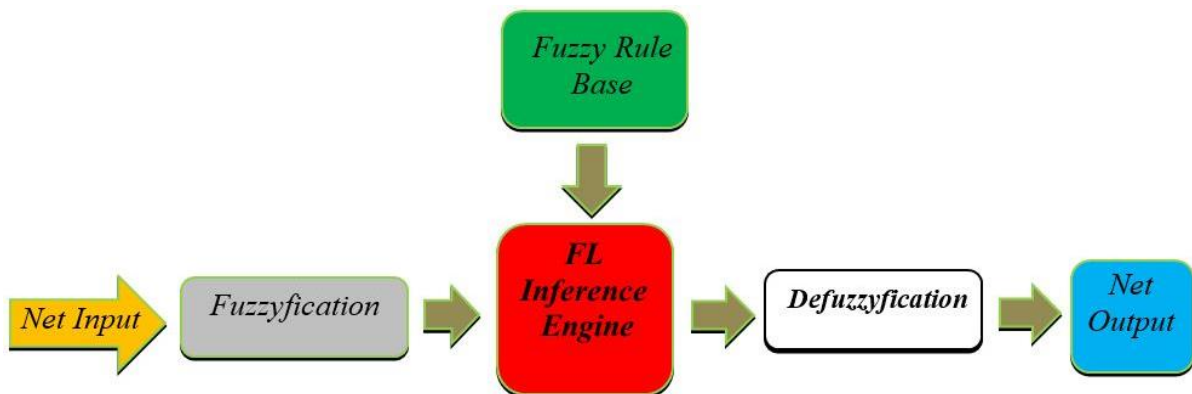 Fuzzy Rule
Base
Net Input
Fuzzyfication
FL
Inference
Engine
Defuzzyfication
Net
Output